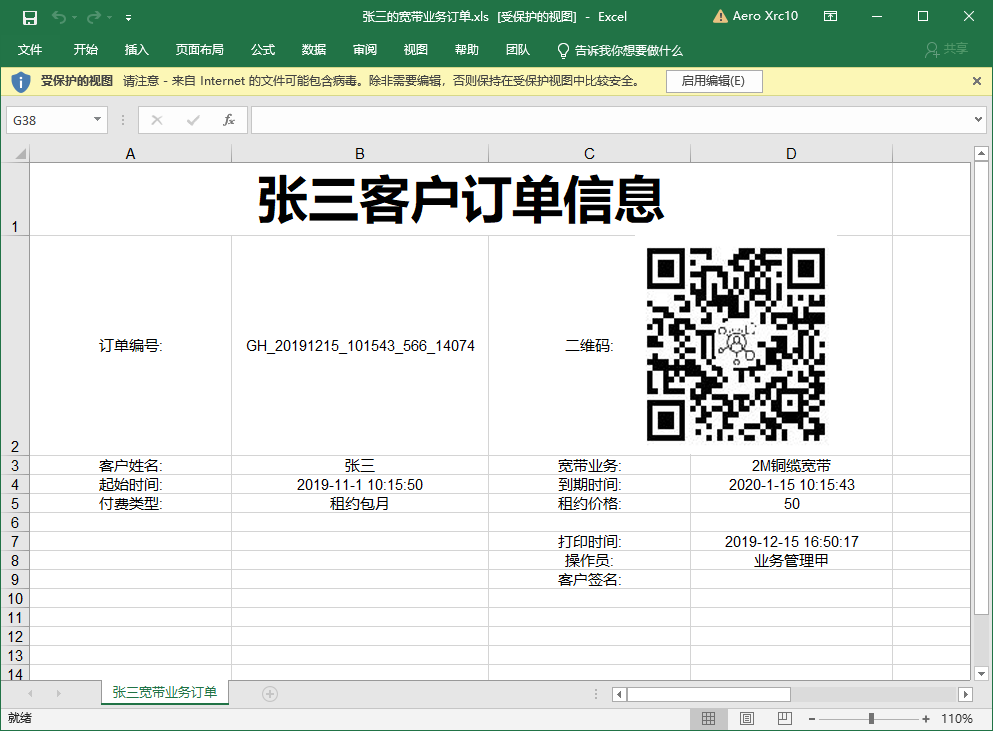 张三的宽带业务订单.xls [受保护的视图] - Excel
Aero Xrc10
文件 开始 插入 页面布局 公式 数据 审阅 视图 帮助 团队 告诉我你想要做什么 共享
受保护的视图 请注意 - 来自 Internet 的文件可能包含病毒。除非需要编辑，否则保持在受保护视图中比较安全。 启用编辑(E)
G38 fx
A B C D
1 张三客户订单信息
2 订单编号: GH_20191215_101543_566_14074 二维码:
3 客户姓名: 张三 宽带业务: 2M铜缆宽带
4 起始时间: 2019-11-1 10:15:50 到期时间: 2020-1-15 10:15:43
5 付费类型: 租约包月 租约价格: 50
6
7 打印时间: 2019-12-15 16:50:17
8 操作员: 业务管理甲
9 客户签名:
10
11
12
13
14
张三宽带业务订单
就绪 110%